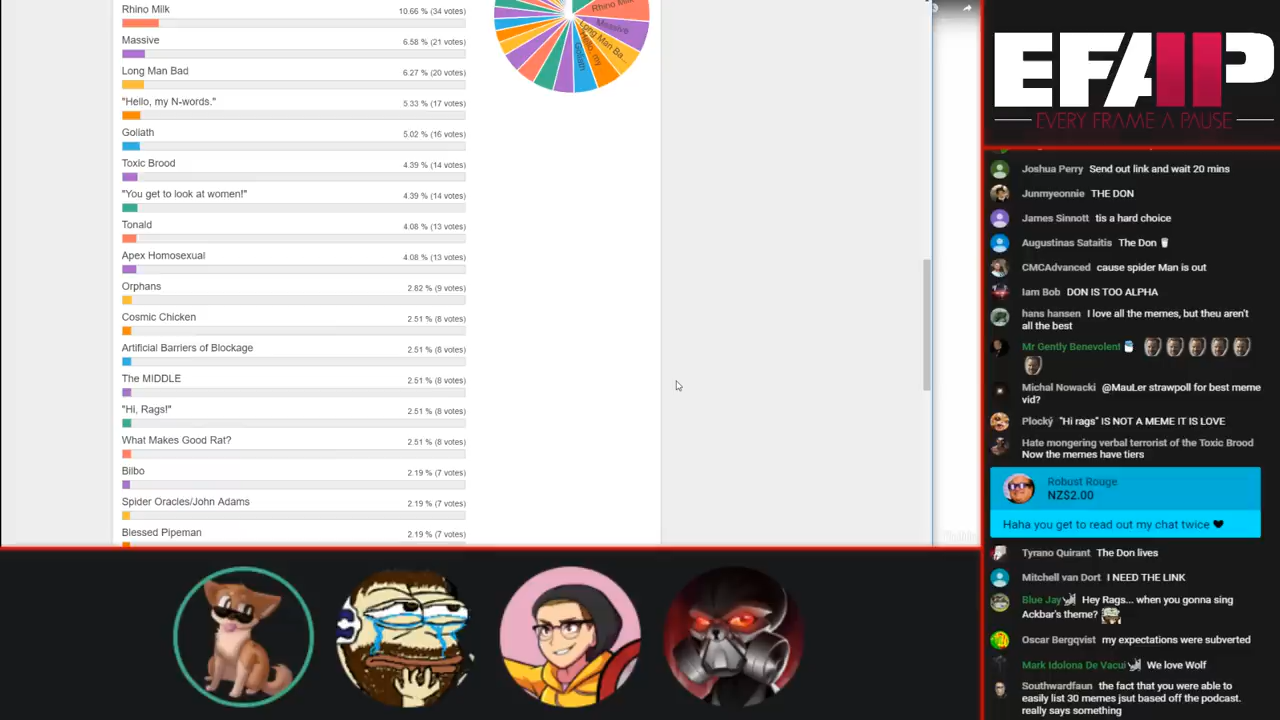 Rhino Milk 10.66 % (34 votes)
Massive 6.58 % (21 votes)
Long Man Bad 6.27 % (20 votes)
"Hello, my N-words." 5.33 % (17 votes)
Goliath 5.02 % (16 votes)
Toxic Brood 4.39 % (14 votes)
"You get to look at women!" 4.39 % (14 votes)
Tonald 4.08 % (13 votes)
Apex Homosexual 4.08 % (13 votes)
Orphans 2.82 % (9 votes)
Cosmic Chicken 2.51 % (8 votes)
Artificial Barriers of Blockage 2.51 % (8 votes)
The MIDDLE 2.51 % (8 votes)
"Hi, Rags!" 2.51 % (8 votes)
What Makes Good Rat? 2.51 % (8 votes)
Bilbo 2.19 % (7 votes)
Spider Oracles/John Adams 2.19 % (7 votes)
Blessed Pipeman 2.19 % (7 votes)
Rhino Milk
Massive
Long Man Ba...
Goliath
EFAP
EVERY FRAME A PAUSE
Joshua Perry Send out link and wait 20 mins
Junmyeonnie THE DON
James Sinnott tis a hard choice
Augustinas Sataitis The Don
CMCAdvanced cause spider Man is out
Iam Bob DON IS TOO ALPHA
hans hansen I love all the memes, but theu aren't
all the best
Mr Gently Benevolent
Michal Nowacki @MauLer strawpoll for best meme
vid?
Plocký "Hi rags" IS NOT A MEME IT IS LOVE
Hate mongering verbal terrorist of the Toxic Brood
Now the memes have tiers
Robust Rouge
NZ$2.00
Haha you get to read out my chat twice ♥
Tyrano Quirant The Don lives
Mitchell van Dort I NEED THE LINK
Blue Jay Hey Rags... when you gonna sing
Ackbar's theme?
Oscar Bergqvist my expectations were subverted
Mark Idolona De Vacui We love Wolf
Southwardfaun the fact that you were able to
easily list 30 memes jsut based off the podcast.
really says something